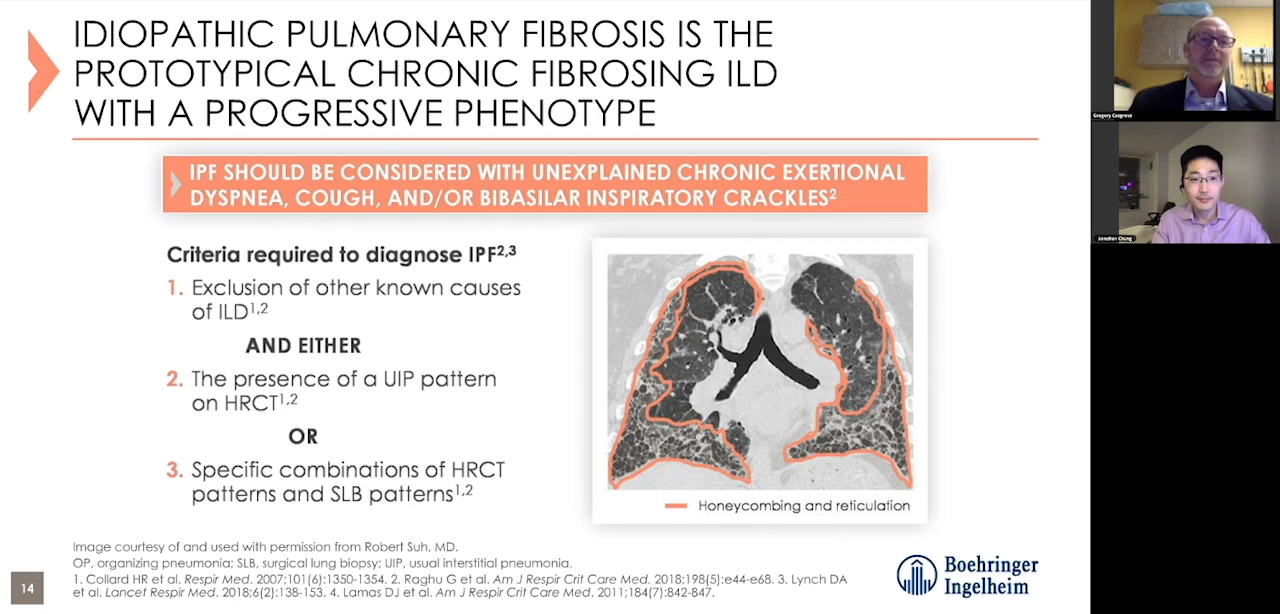 IDIOPATHIC PULMONARY FIBROSIS IS THE
PROTOTYPICAL CHRONIC FIBROSING ILD
WITH A PROGRESSIVE PHENOTYPE
IPF SHOULD BE CONSIDERED WITH UNEXPLAINED CHRONIC EXERTIONAL
DYSPNEA, COUGH, AND/OR BIBASILAR INSPIRATORY CRACKLES2
Criteria required to diagnose IPF2,3
1. Exclusion of other known causes
of ILD1,2
AND EITHER
2. The presence of a UIP pattern
on HRCT1,2
OR
3. Specific combinations of HRCT
patterns and SLB patterns1,2
Honeycombing and reticulation
Image courtesy of and used with permission from Robert Suh, MD.
OP, organizing pneumonia; SLB, surgical lung biopsy; UIP, usual interstitial pneumonia.
1. Collard HR et al. Respir Med. 2007;101(6):1350-1354. 2. Raghu G et al. Am J Respir Crit Care Med. 2018;198(5):e44-e68. 3. Lynch DA
et al. Lancet Respir Med. 2018;6(2):138-153. 4. Lamas DJ et al. Am J Respir Crit Care Med. 2011;184(7):842-847.
14
Boehringer
Ingelheim
Gregory Cosgrove
Jonathan Chung